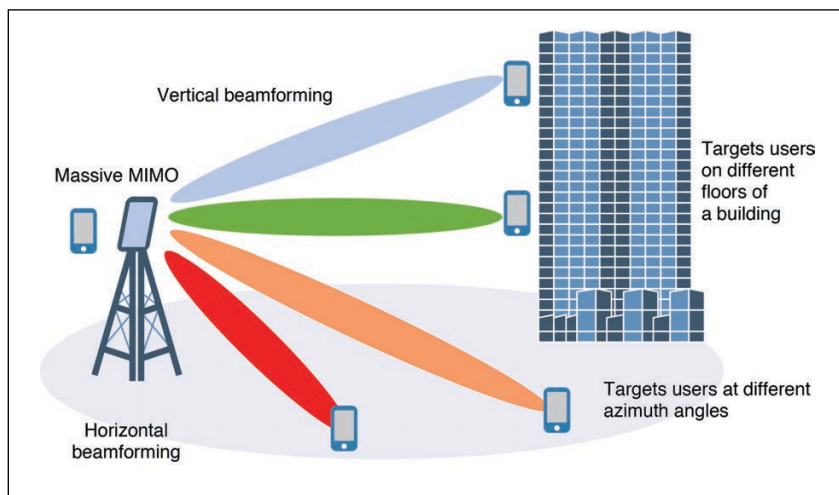 Vertical beamforming
Massive MIMO
Targets users
on different
floors of
a building
Targets users at different
azimuth angles
Horizontal
beamforming